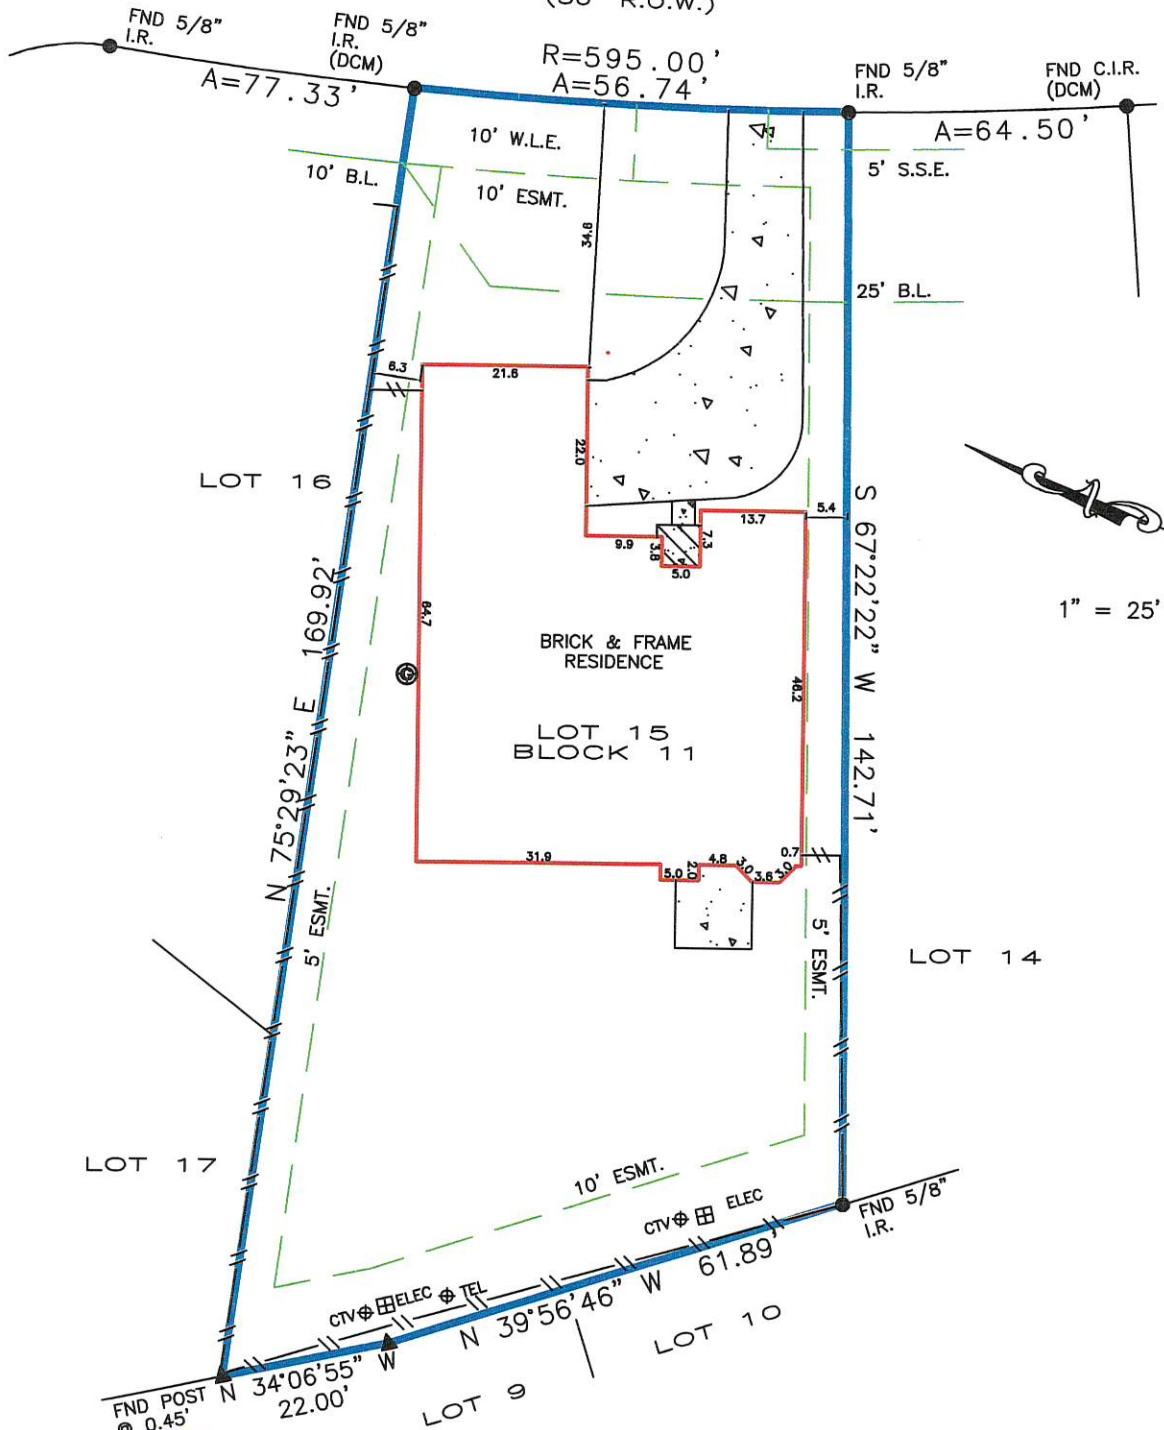 R.O.W.)
FND 5/8"
I.R.
FND 5/8"
I.R.
(DCM)
R=595.00'
A=56.74'
A=77.33'
FND 5/8"
I.R.
FND C.I.R.
(DCM)
A=64.50'
10' W.L.E.
10' B.L.
10' ESMT.
5' S.S.E.
34.8
25' B.L.
6.3
21.6
22.0
LOT 16
5.4
13.7
7.3
9.9
3.8
5.0
S 67°22'22" W 142.71'
1" = 25'
N 75°29'23" E 169.92'
64.7
BRICK & FRAME
RESIDENCE
46.2
LOT 15
BLOCK 11
31.9
5.0
2.0
4.8
3.0
3.6
3.0
0.7
5' ESMT.
5' ESMT.
LOT 14
LOT 17
10' ESMT.
CTV
ELEC
FND 5/8"
I.R.
CTV
ELEC
TEL
N 39°56'46" W 61.89'
LOT 10
N 34°06'55" W
22.00'
FND POST
@ 0.45'
LOT 9